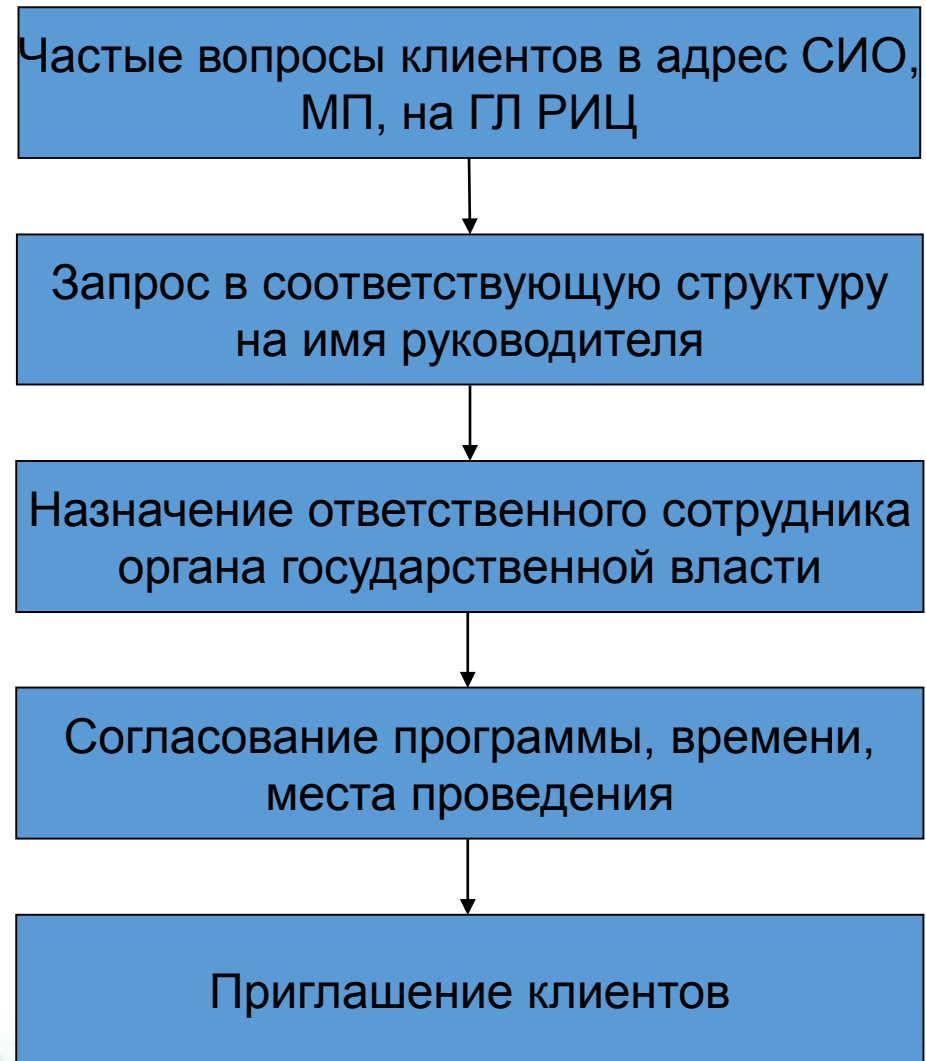 Частые вопросы клиентов в адрес СИО,
МП, на ГЛ РИЦ
Запрос в соответствующую структуру
на имя руководителя
Назначение ответственного сотрудника
органа государственной власти
Согласование программы, времени,
места проведения
Приглашение клиентов